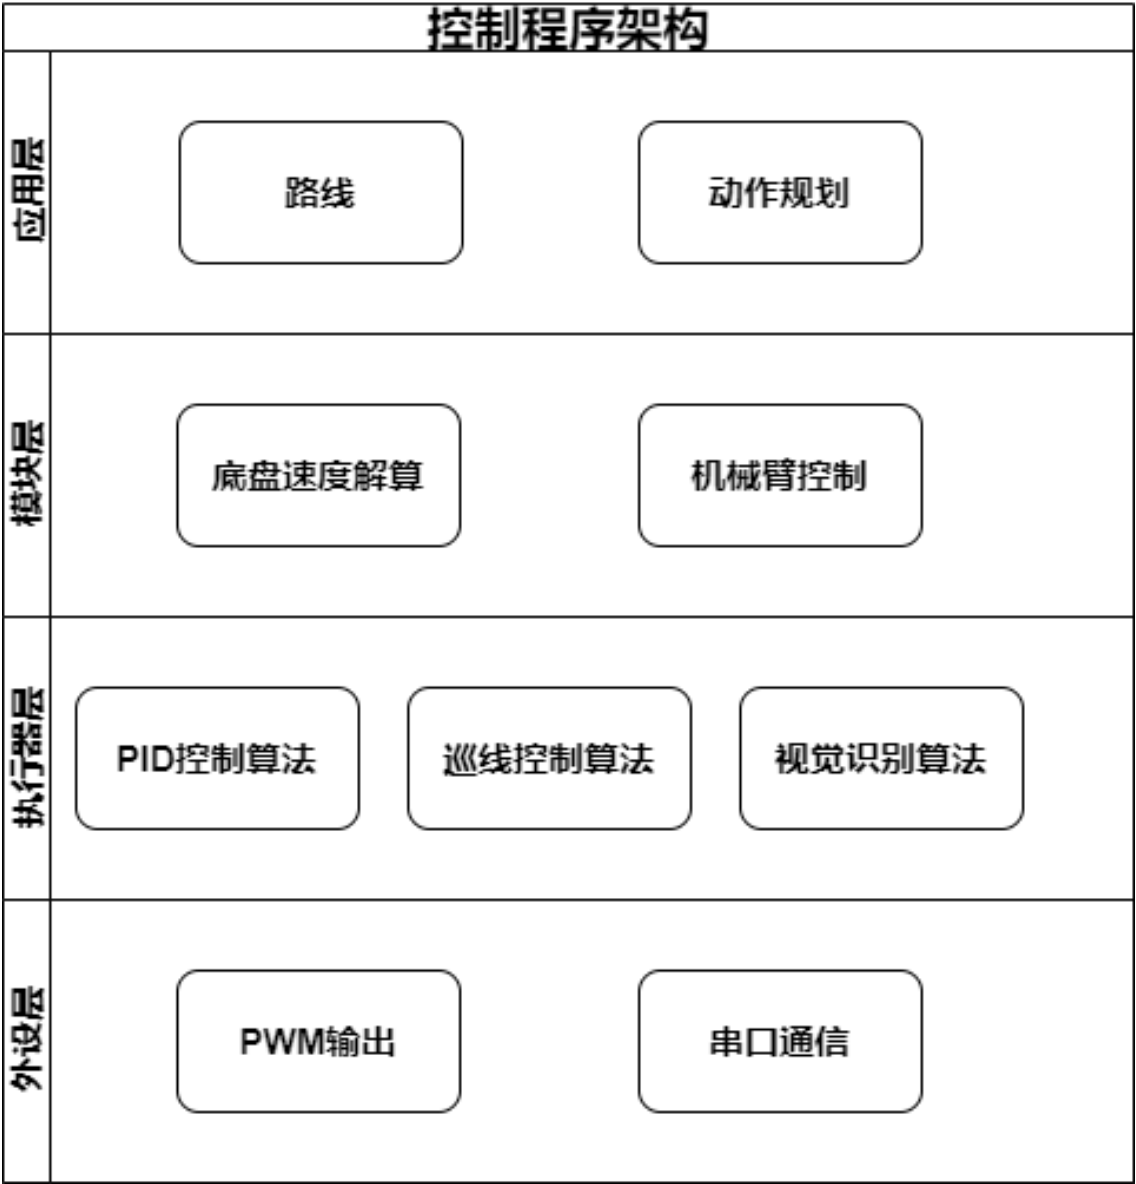 控制程序架构
应用层
路线
动作规划
模块层
底盘速度解算
机械臂控制
执行器层
PID控制算法
巡线控制算法
视觉识别算法
外设层
PWM输出
串口通信